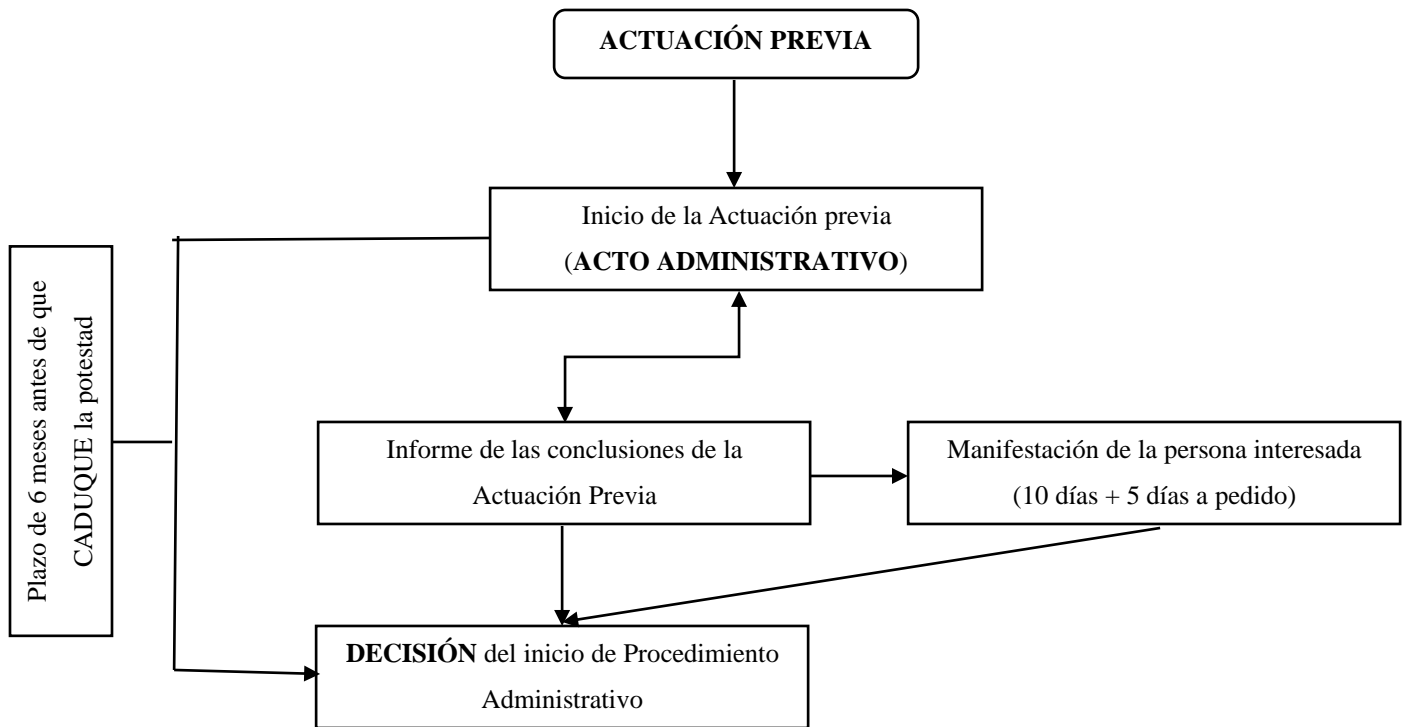 ACTUACIÓN PREVIA
Inicio de la Actuación previa
(ACTO ADMINISTRATIVO)
Plazo de 6 meses antes de que
CADUQUE la potestad
Informe de las conclusiones de la
Actuación Previa
Manifestación de la persona interesada
(10 días + 5 días a pedido)
DECISIÓN del inicio de Procedimiento
Administrativo